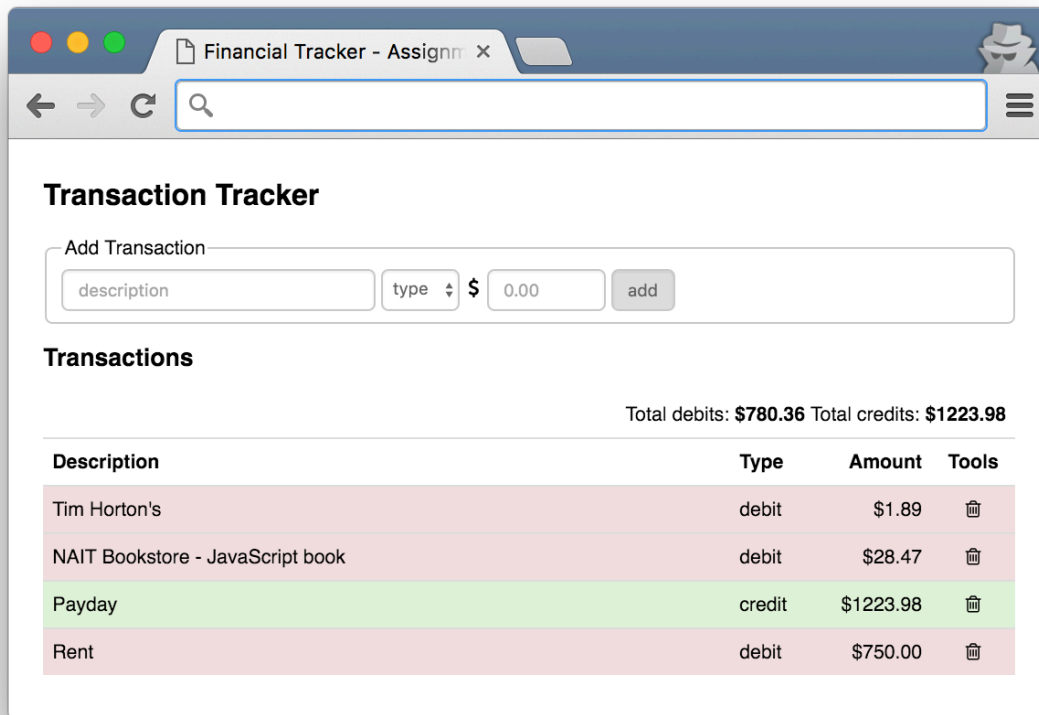 Financial Tracker - Assignm
Transaction Tracker
Add Transaction
description type $ 0.00 add
Transactions
Total debits: $780.36 Total credits: $1223.98
Description Type Amount Tools
Tim Horton's debit $1.89
NAIT Bookstore - JavaScript book debit $28.47
Payday credit $1223.98
Rent debit $750.00